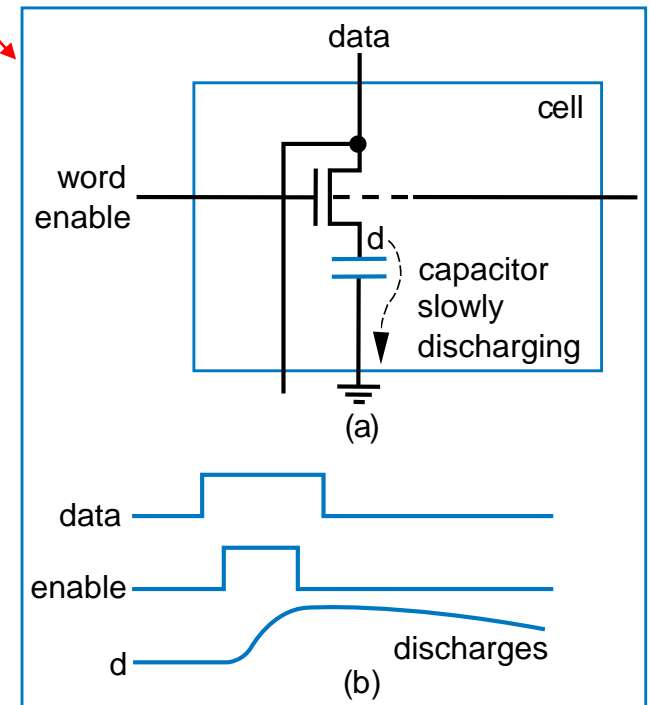 data
cell
word
enable
d
capacitor
slowly
discharging
(a)
data
enable
discharges
d
(b)